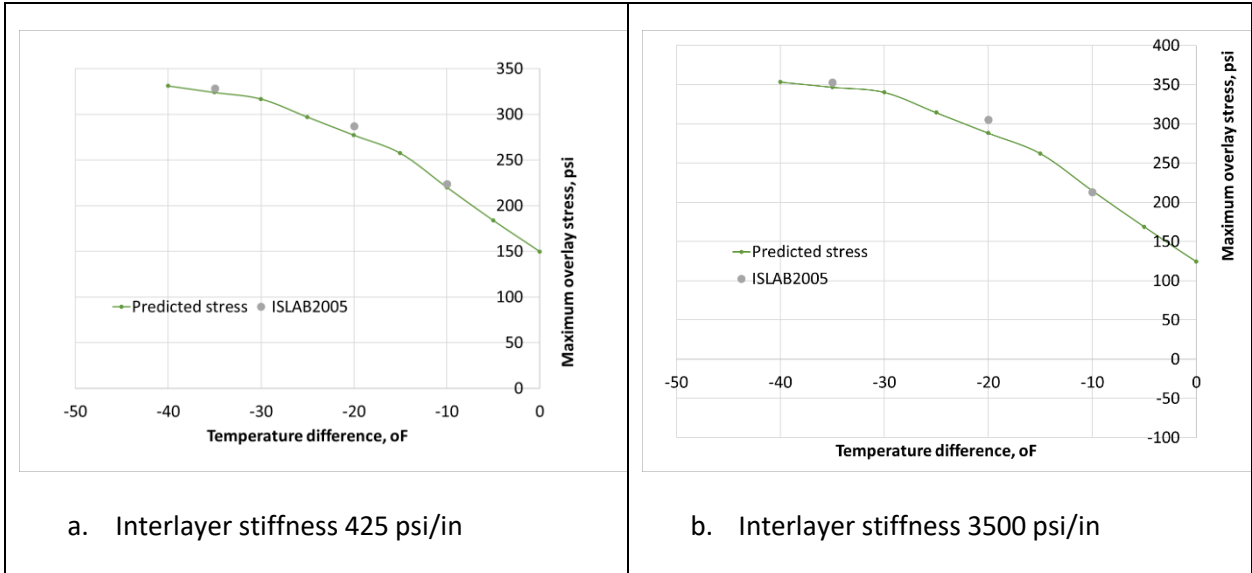 350
300
250
200
150
100
50
0
-50 -40 -30 -20 -10 0
Temperature difference, oF
Maximum overlay stress, psi
Predicted stress ISLAB2005
a. Interlayer stiffness 425 psi/in
400
350
300
250
200
150
100
50
0
-50
-100
-50 -40 -30 -20 -10 0
Temperature difference, oF
Maximum overlay stress, psi
Predicted stress
ISLAB2005
b. Interlayer stiffness 3500 psi/in